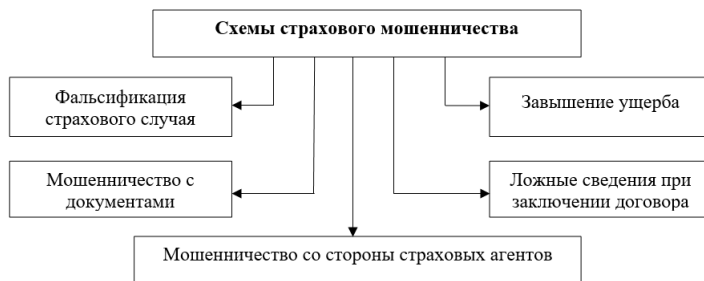 Схемы страхового мошенничества
Фальсификация
страхового случая
Завышение ущерба
Мошенничество с
документами
Ложные сведения при
заключении договора
Мошенничество со стороны страховых агентов